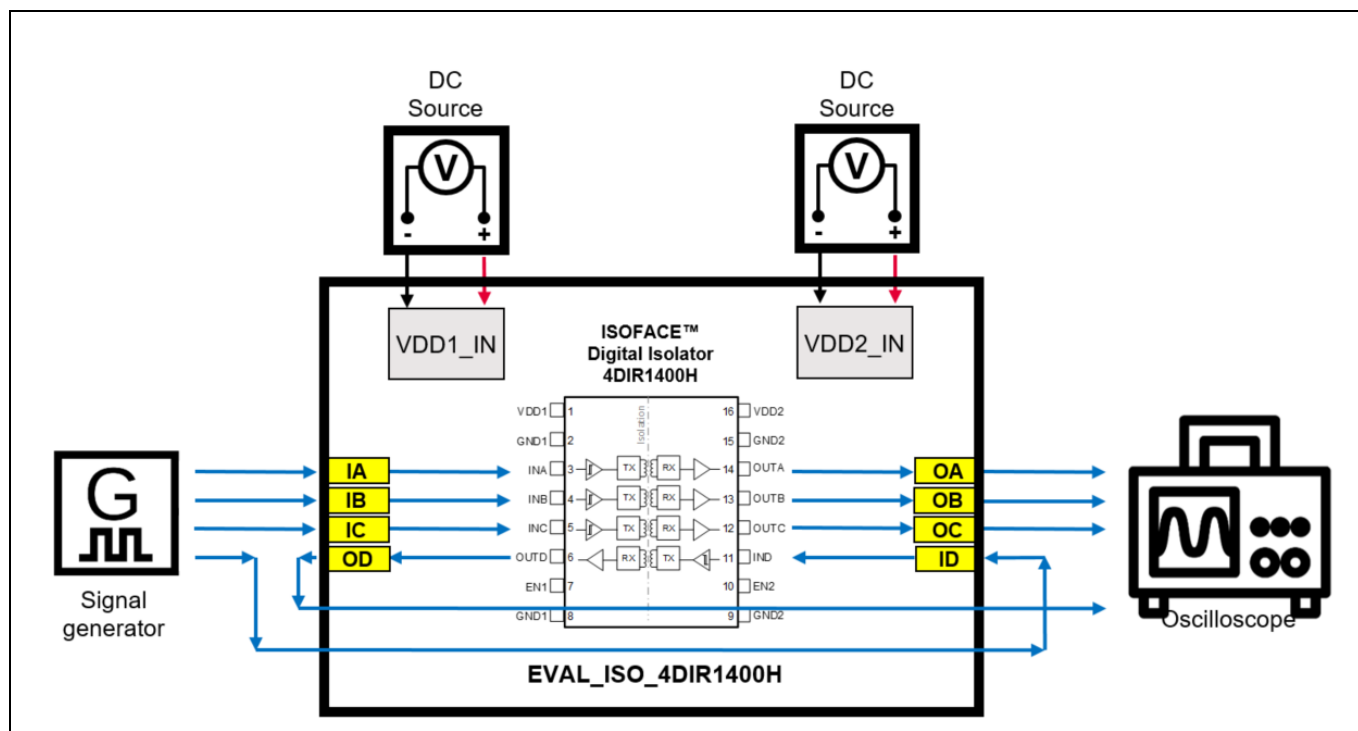 DC
Source
DC
Source
V
V
- +
- +
VDD1_IN
VDD2_IN
ISOFACE™
Digital Isolator
4DIR1400H
Isolation
VDD1 1 16 VDD2
GND1 2 15 GND2
IA INA 3 TX RX 14 OUTA OA
IB INB 4 TX RX 13 OUTB OB
IC INC 5 TX RX 12 OUTC OC
OD OUTD 6 RX TX 11 IND ID
EN1 7 10 EN2
GND1 8 9 GND2
G
Signal
generator
Oscilloscope
EVAL_ISO_4DIR1400H